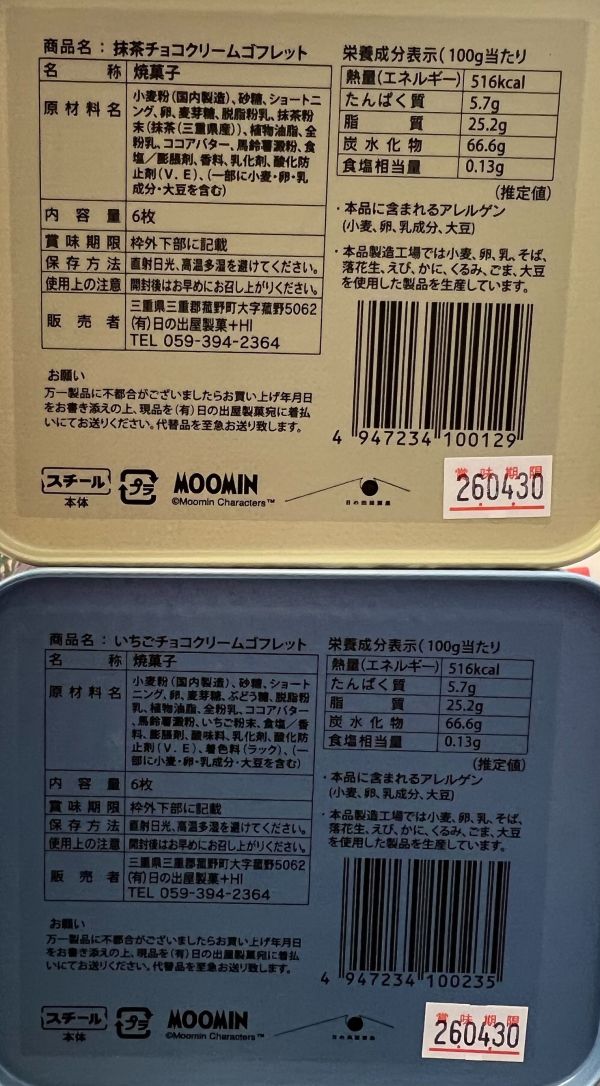 商品名：抹茶チョコクリームゴフレット
名称 焼菓子
原材料名 小麦粉(国内製造)、砂糖、ショートニ
ング、卵、麦芽糖、脱脂粉乳、抹茶粉
末(抹茶(三重県産))、植物油脂、全
粉乳、ココアバター、馬鈴薯澱粉、食
塩／膨脹剤、香料、乳化剤、酸化防
止剤(V.E)、(一部に小麦・卵・乳
成分・大豆を含む)
内容量 6枚
賞味期限 枠外下部に記載
保存方法 直射日光、高温多湿を避けてください。
使用上の注意 開封後はお早めにお召し上がりください。
販売者 三重県三重郡菰野町大字菰野5062
(有)日の出屋製菓+HI
TEL 059-394-2364
お願い
万一製品に不都合がございましたらお買い上げ年月日
をお書き添えの上、現品を(有)日の出屋製菓宛に着払
いにてお送りください。代替品を至急お送り致します。
スチール
本体
プラ
MOOMIN
©Moomin Characters™
栄養成分表示(100g当たり
熱量(エネルギー) 516kcal
たんぱく質 5.7g
脂質 25.2g
炭水化物 66.6g
食塩相当量 0.13g
(推定値)
・本品に含まれるアレルゲン
(小麦、卵、乳成分、大豆)
・本品製造工場では小麦、卵、乳、そば、
落花生、えび、かに、くるみ、ごま、大豆
を使用した製品を生産しています。
4 947234 100129
日の出屋製菓
賞味期限
26.04.30
商品名：いちごチョコクリームゴフレット
名称 焼菓子
原材料名 小麦粉(国内製造)、砂糖、ショート
ニング、卵、麦芽糖、ぶどう糖、脱脂粉
乳、植物油脂、全粉乳、ココアバター
、馬鈴薯澱粉、いちご粉末、食塩／香
料、膨脹剤、酸味料、乳化剤、酸化防
止剤(V.E)、着色料(ラック)、(一
部に小麦・卵・乳成分・大豆を含む)
内容量 6枚
賞味期限 枠外下部に記載
保存方法 直射日光、高温多湿を避けてください。
使用上の注意 開封後はお早めにお召し上がりください。
販売者 三重県三重郡菰野町大字菰野5062
(有)日の出屋製菓+HI
TEL 059-394-2364
お願い
万一製品に不都合がございましたらお買い上げ年月日
をお書き添えの上、現品を(有)日の出屋製菓宛に着払
いにてお送りください。代替品を至急お送り致します。
スチール
本体
プラ
MOOMIN
©Moomin Characters™
栄養成分表示(100g当たり
熱量(エネルギー) 516kcal
たんぱく質 5.7g
脂質 25.2g
炭水化物 66.6g
食塩相当量 0.13g
(推定値)
・本品に含まれるアレルゲン
(小麦、卵、乳成分、大豆)
・本品製造工場では小麦、卵、乳、そば、
落花生、えび、かに、くるみ、ごま、大豆
を使用した製品を生産しています。
4 947234 100235
日の出屋製菓
賞味期限
26.04.30